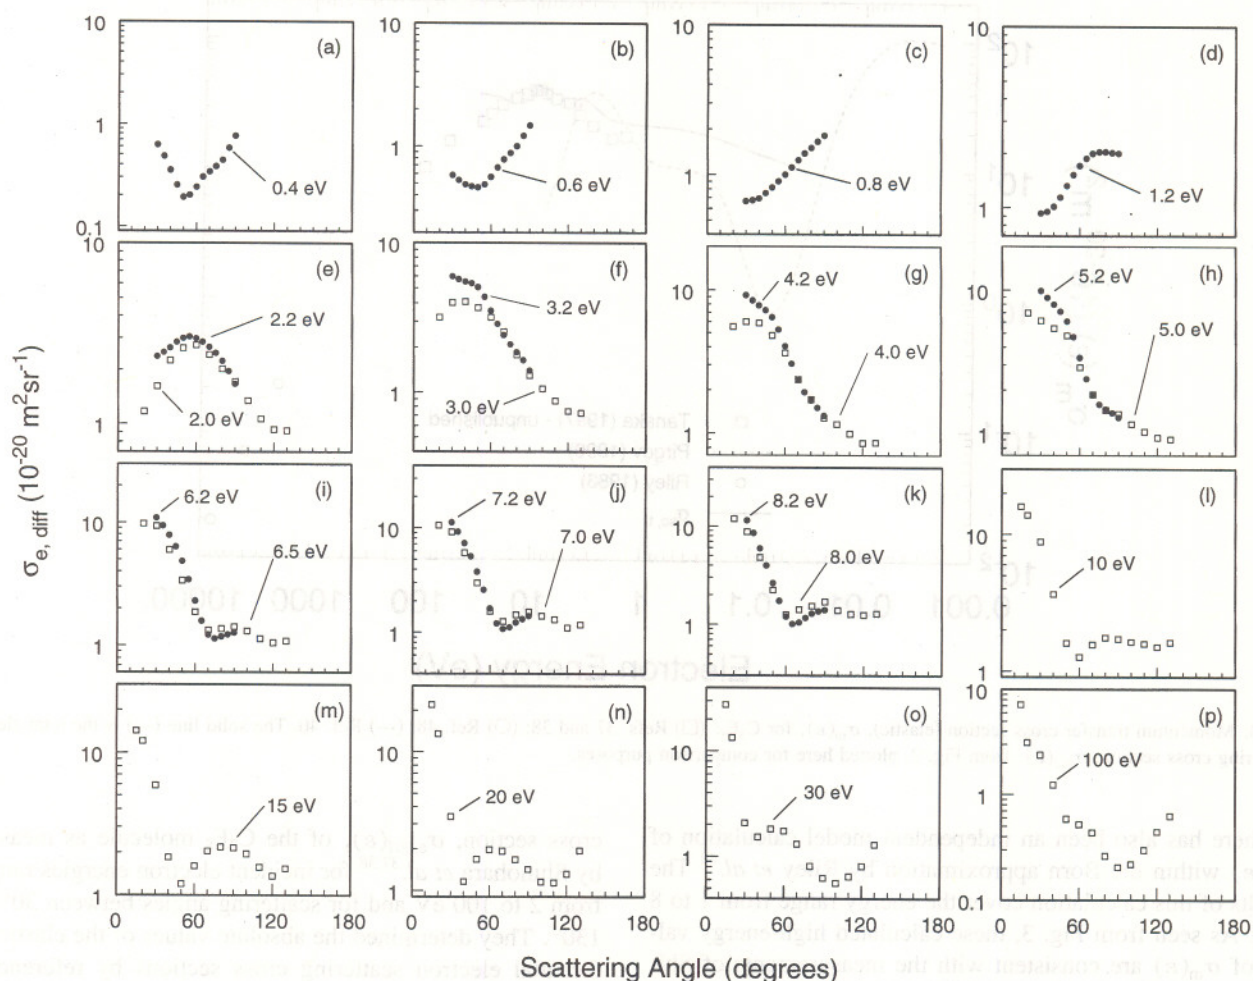 10 (a) 10 (b) 10 (c) 10 (d)
1 0.4 eV 1 0.6 eV 1 0.8 eV 1 1.2 eV
0.1
10 (e) 10 (f) (g) (h)
2.2 eV 3.2 eV 10 4.2 eV 10 5.2 eV
1 2.0 eV 1 3.0 eV 4.0 eV 1 5.0 eV 1
σe, diff (10-20 m2sr-1)
(i) (j) (k) (l)
10 6.2 eV 10 7.2 eV 10 8.2 eV 10
6.5 eV 7.0 eV 8.0 eV 10 eV
1 1 1 1
(m) (n) (o) 10 (p)
10 10 10
15 eV 20 eV 30 eV 1 100 eV
1 1 1 0.1
0 60 120 180 0 60 120 180 0 60 120 180 0 60 120 180
Scattering Angle (degrees)